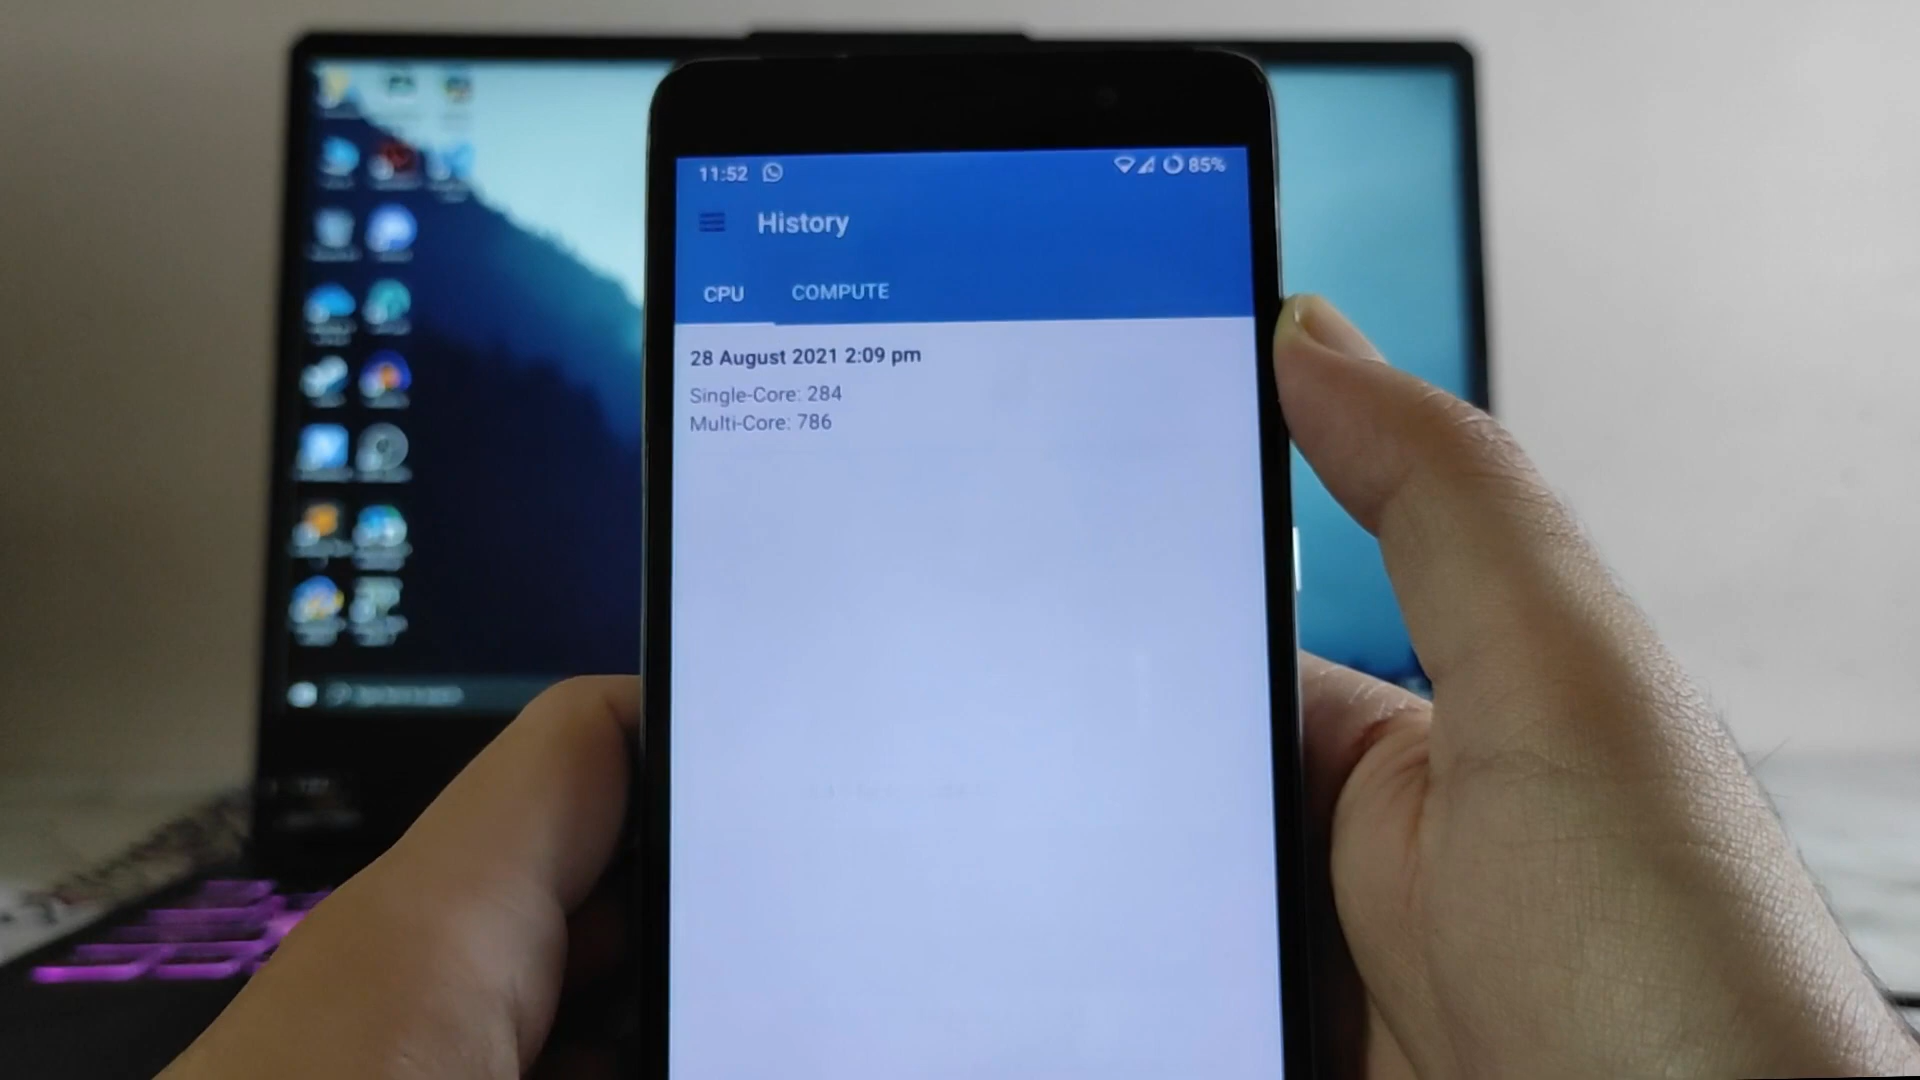 11:52 85%
History
CPU COMPUTE
28 August 2021 2:09 pm
Single-Core: 284
Multi-Core: 786